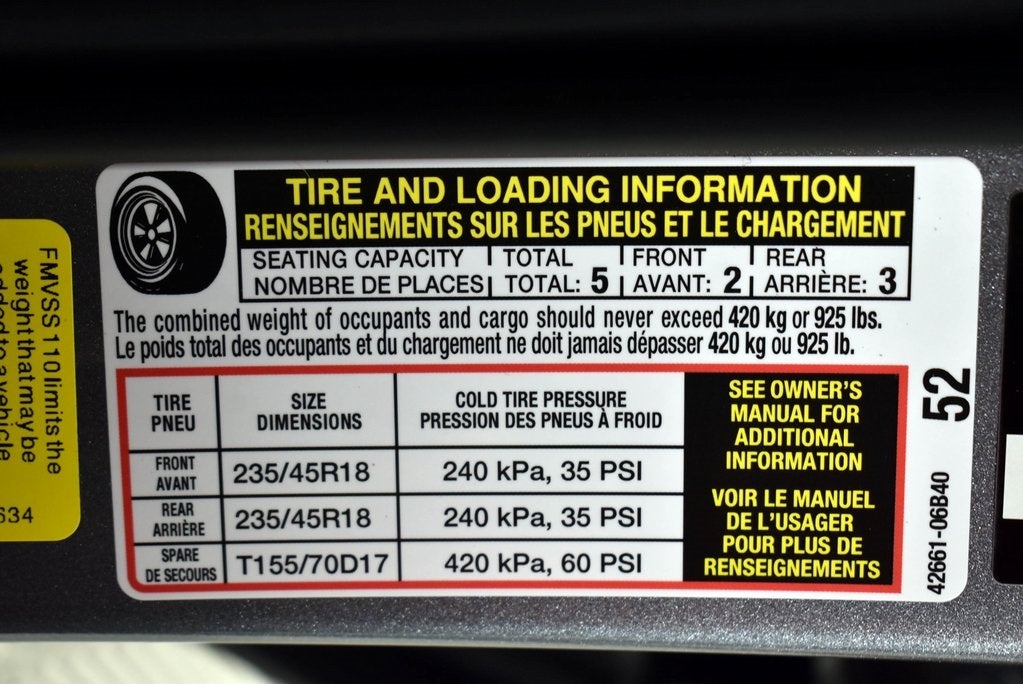 TIRE AND LOADING INFORMATION
RENSEIGNEMENTS SUR LES PNEUS ET LE CHARGEMENT
SEATING CAPACITY | TOTAL | FRONT | REAR
NOMBRE DE PLACES | TOTAL: 5 | AVANT: 2 | ARRIÈRE: 3
The combined weight of occupants and cargo should never exceed 420 kg or 925 lbs.
Le poids total des occupants et du chargement ne doit jamais dépasser 420 kg ou 925 lb.
TIRE
PNEU
SIZE
DIMENSIONS
COLD TIRE PRESSURE
PRESSION DES PNEUS À FROID
FRONT
AVANT
235/45R18
240 kPa, 35 PSI
REAR
ARRIÈRE
235/45R18
240 kPa, 35 PSI
SPARE
DE SECOURS
T155/70D17
420 kPa, 60 PSI
SEE OWNER'S
MANUAL FOR
ADDITIONAL
INFORMATION
VOIR LE MANUEL
DE L'USAGER
POUR PLUS DE
RENSEIGNEMENTS
42661-06B40
52
FMVSS 110 limits the
weight that may be
added to a vehicle
634